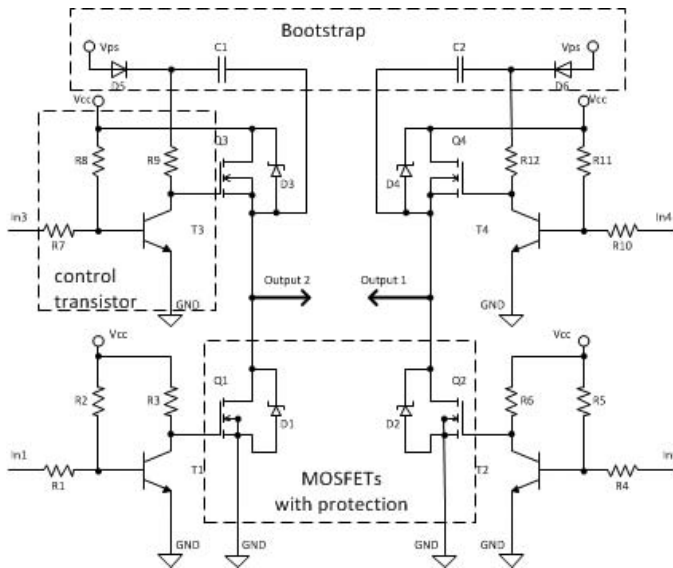 Bootstrap
Vps
C1
C2
Vps
D5
D6
Vcc
Vcc
R8
R9
Q3
D3
D4
Q4
R12
R11
In3
R7
T3
T4
R10
In4
control
transistor
Output 2
Output 1
GND
GND
Vcc
Vcc
R2
R3
Q1
D1
D2
Q2
R6
R5
In1
R1
T1
T2
R4
In
MOSFETs
with protection
GND
GND
GND
GND